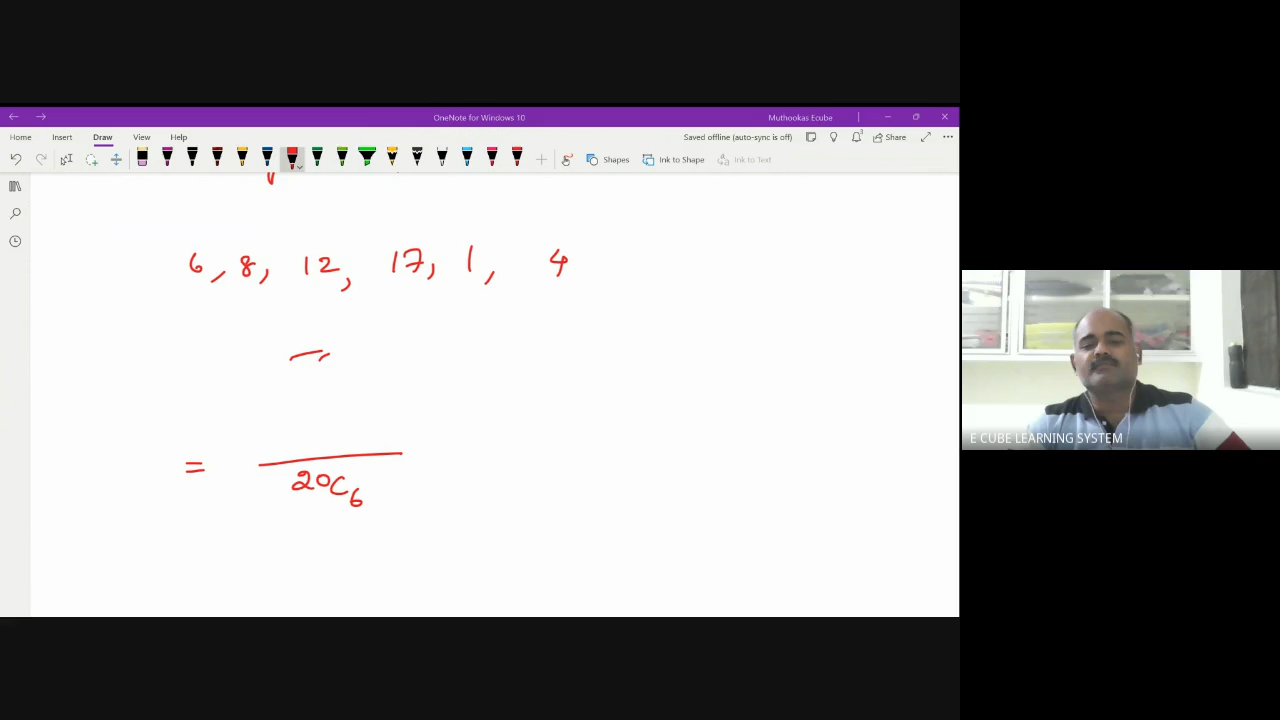 OneNote for Windows 10
Muthookas Ecube
Home Insert Draw View Help
Saved offline (auto-sync is off)
3
Share
Shapes
Ink to Shape
Ink to Text
6, 8, 12, 17, 1, 4
=
20C6
E CUBE LEARNING SYSTEM